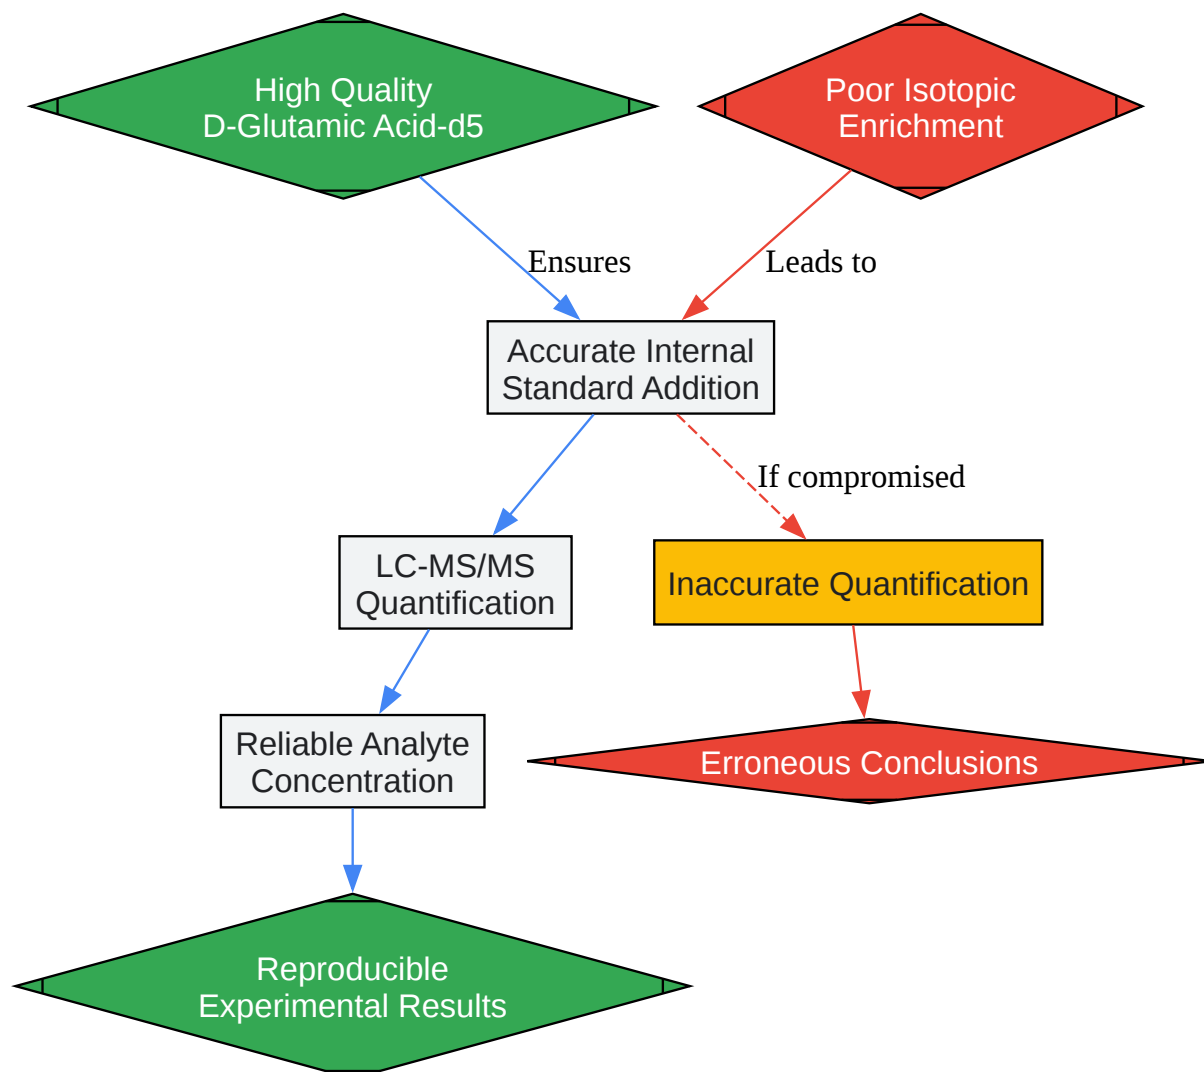 High Quality
D-Glutamic Acid-d5
Poor Isotopic
Enrichment
Ensures
Leads to
Accurate Internal
Standard Addition
If compromised
LC-MS/MS
Quantification
Inaccurate Quantification
Reliable Analyte
Concentration
Erroneous Conclusions
Reproducible
Experimental Results